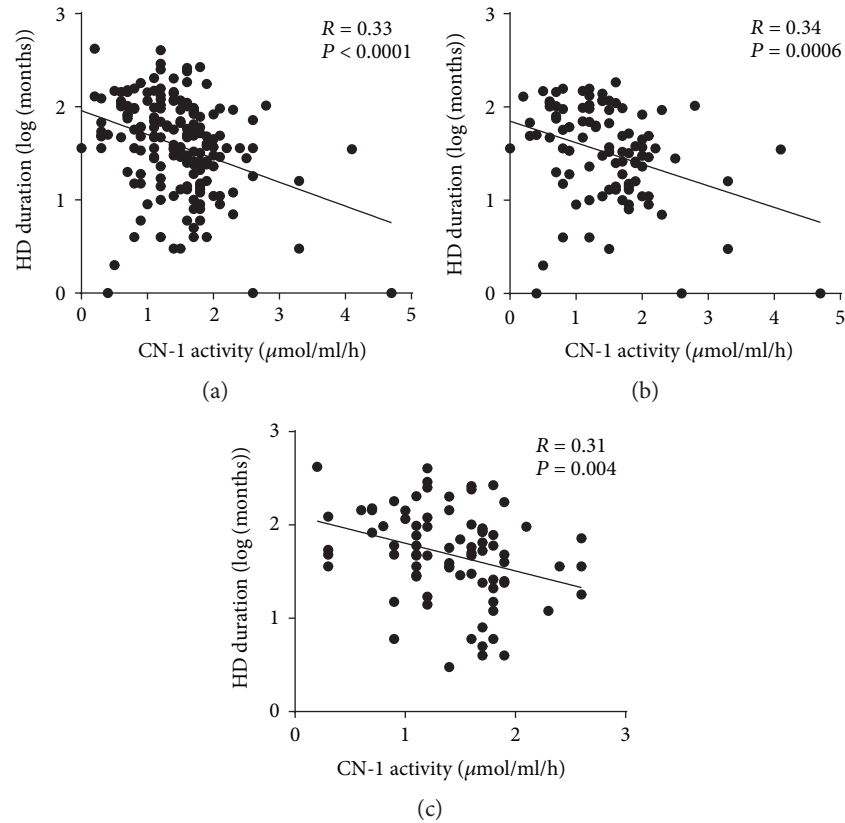 3
2
1
0
HD duration (log (months))
R = 0.33
P < 0.0001
0 1 2 3 4 5
CN-1 activity (μmol/ml/h)
(a)
3
2
1
0
HD duration (log (months))
R = 0.34
P = 0.0006
0 1 2 3 4 5
CN-1 activity (μmol/ml/h)
(b)
3
2
1
0
HD duration (log (months))
R = 0.31
P = 0.004
0 1 2 3
CN-1 activity (μmol/ml/h)
(c)